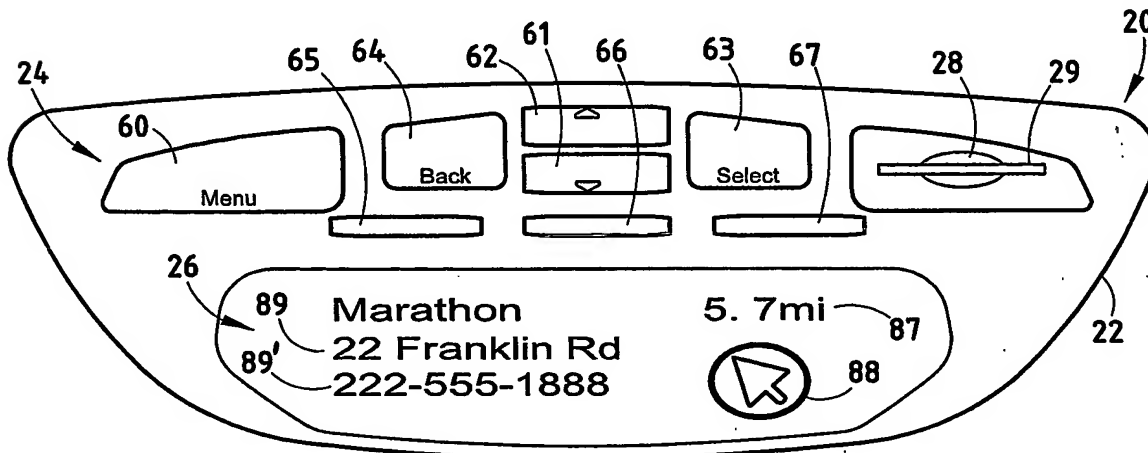 61
20
64 62 66 63 67 28 29
65
24
60
Back
Select
Menu
26
89 Marathon 5. 7mi 87 22
22 Franklin Rd
89' 222-555-1888 88